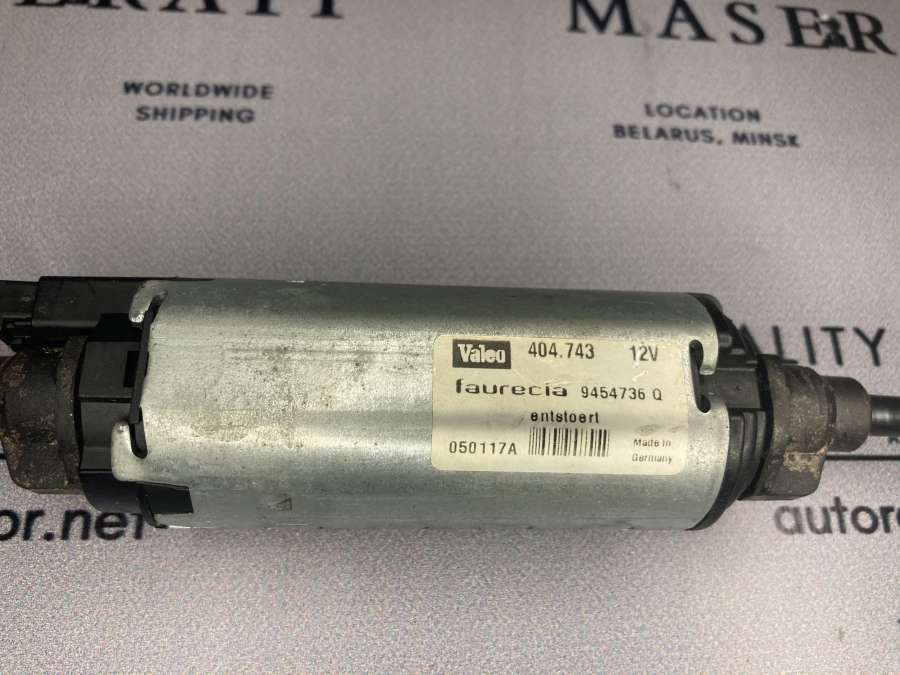 MASER
WORLDWIDE
SHIPPING
LOCATION
BELARUS, MINSK
Valeo 404.743 12V
faurecia 9454736 Q
entstoert
050117A Made in
Germany
ALITY
or.net
autoro